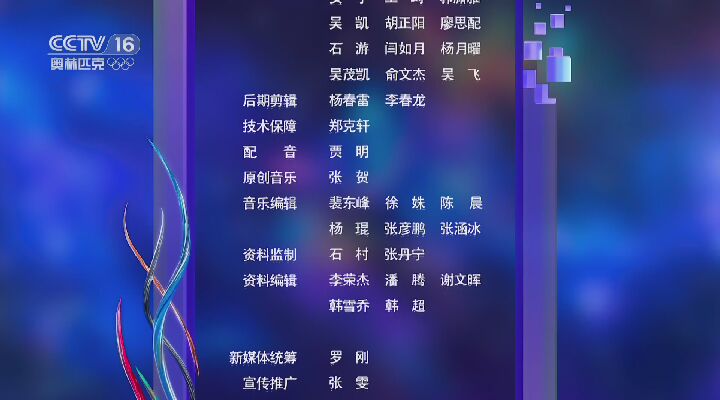 CCTV 16
奥林匹克
吴 凯 胡正阳 廖思配
石 游 闫如月 杨月曜
吴茂凯 俞文杰 吴 飞
后期剪辑 杨春雷 李春龙
技术保障 郑克轩
配 音 贾 明
原创音乐 张 贺
音乐编辑 裴东峰 徐 姝 陈 晨
杨 琨 张彦鹏 张涵冰
资料监制 石 村 张丹宁
资料编辑 李荣杰 潘 腾 谢文晖
韩雪乔 韩 超
新媒体统筹 罗 刚
宣传推广 张 雯